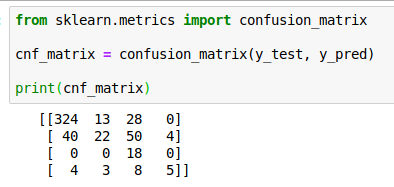 from sklearn.metrics import confusion_matrix
cnf_matrix = confusion_matrix(y_test, y_pred)
print(cnf_matrix)
[[324  13  28   0]
 [ 40  22  50   4]
 [  0   0  18   0]
 [  4   3   8   5]]